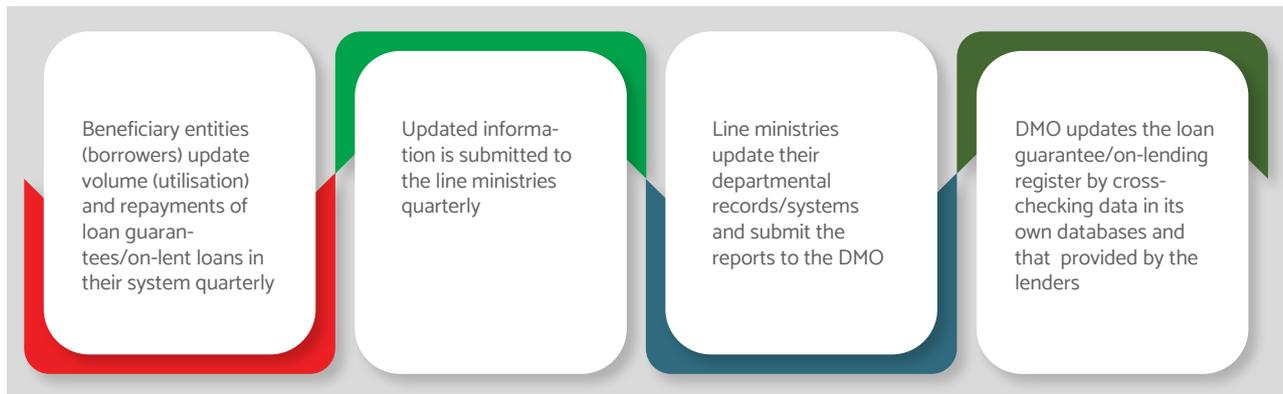 Beneficiary entities
(borrowers) update
volume (utilisation)
and repayments of
loan guaran-
tees/on-lent loans in
their system quarterly
Updated informa-
tion is submitted to
the line ministries
quarterly
Line ministries
update their
departmental
records/systems
and submit the
reports to the DMO
DMO updates the loan
guarantee/on-lending
register by cross-
checking data in its
own databases and
that  provided by the
lenders